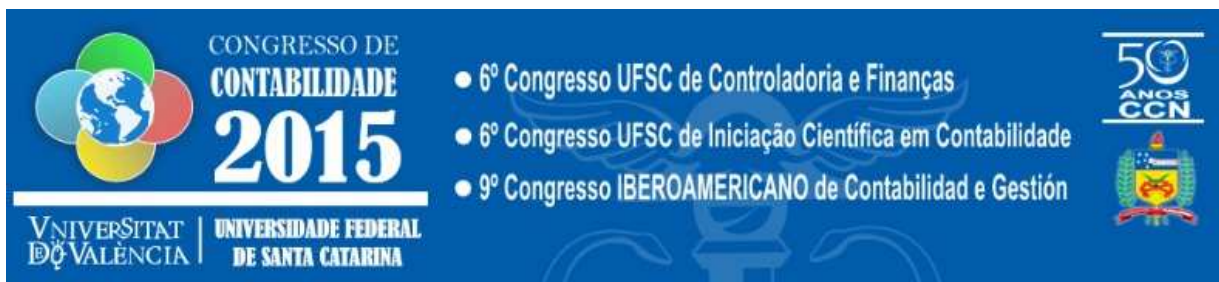 CONGRESSO DE
CONTABILIDADE
2015
VNIVERSITAT
DE VALÈNCIA
UNIVERSIDADE FEDERAL
DE SANTA CATARINA
● 6º Congresso UFSC de Controladoria e Finanças
● 6º Congresso UFSC de Iniciação Científica em Contabilidade
● 9º Congresso IBEROAMERICANO de Contabilidad e Gestión
50
ANOS
CCN